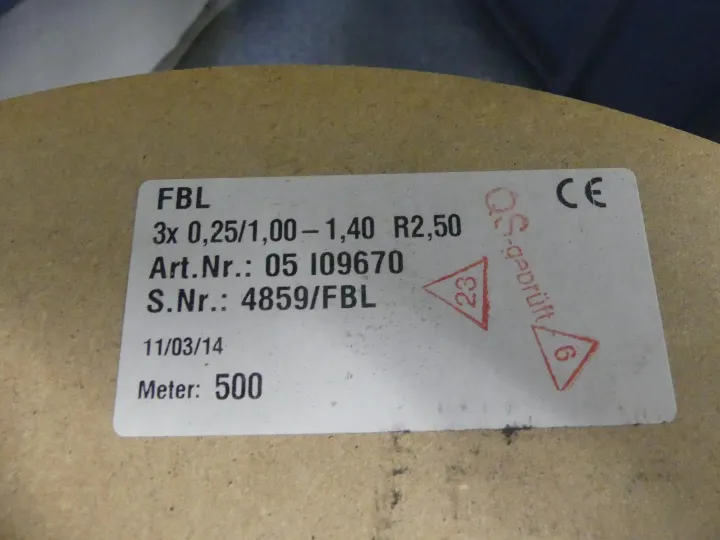 FBL
CE
3x 0,25/1,00 – 1,40 R2,50
Art.Nr.: 05 I09670
S.Nr.: 4859/FBL
11/03/14
Meter: 500
QS-geprüft
23
6